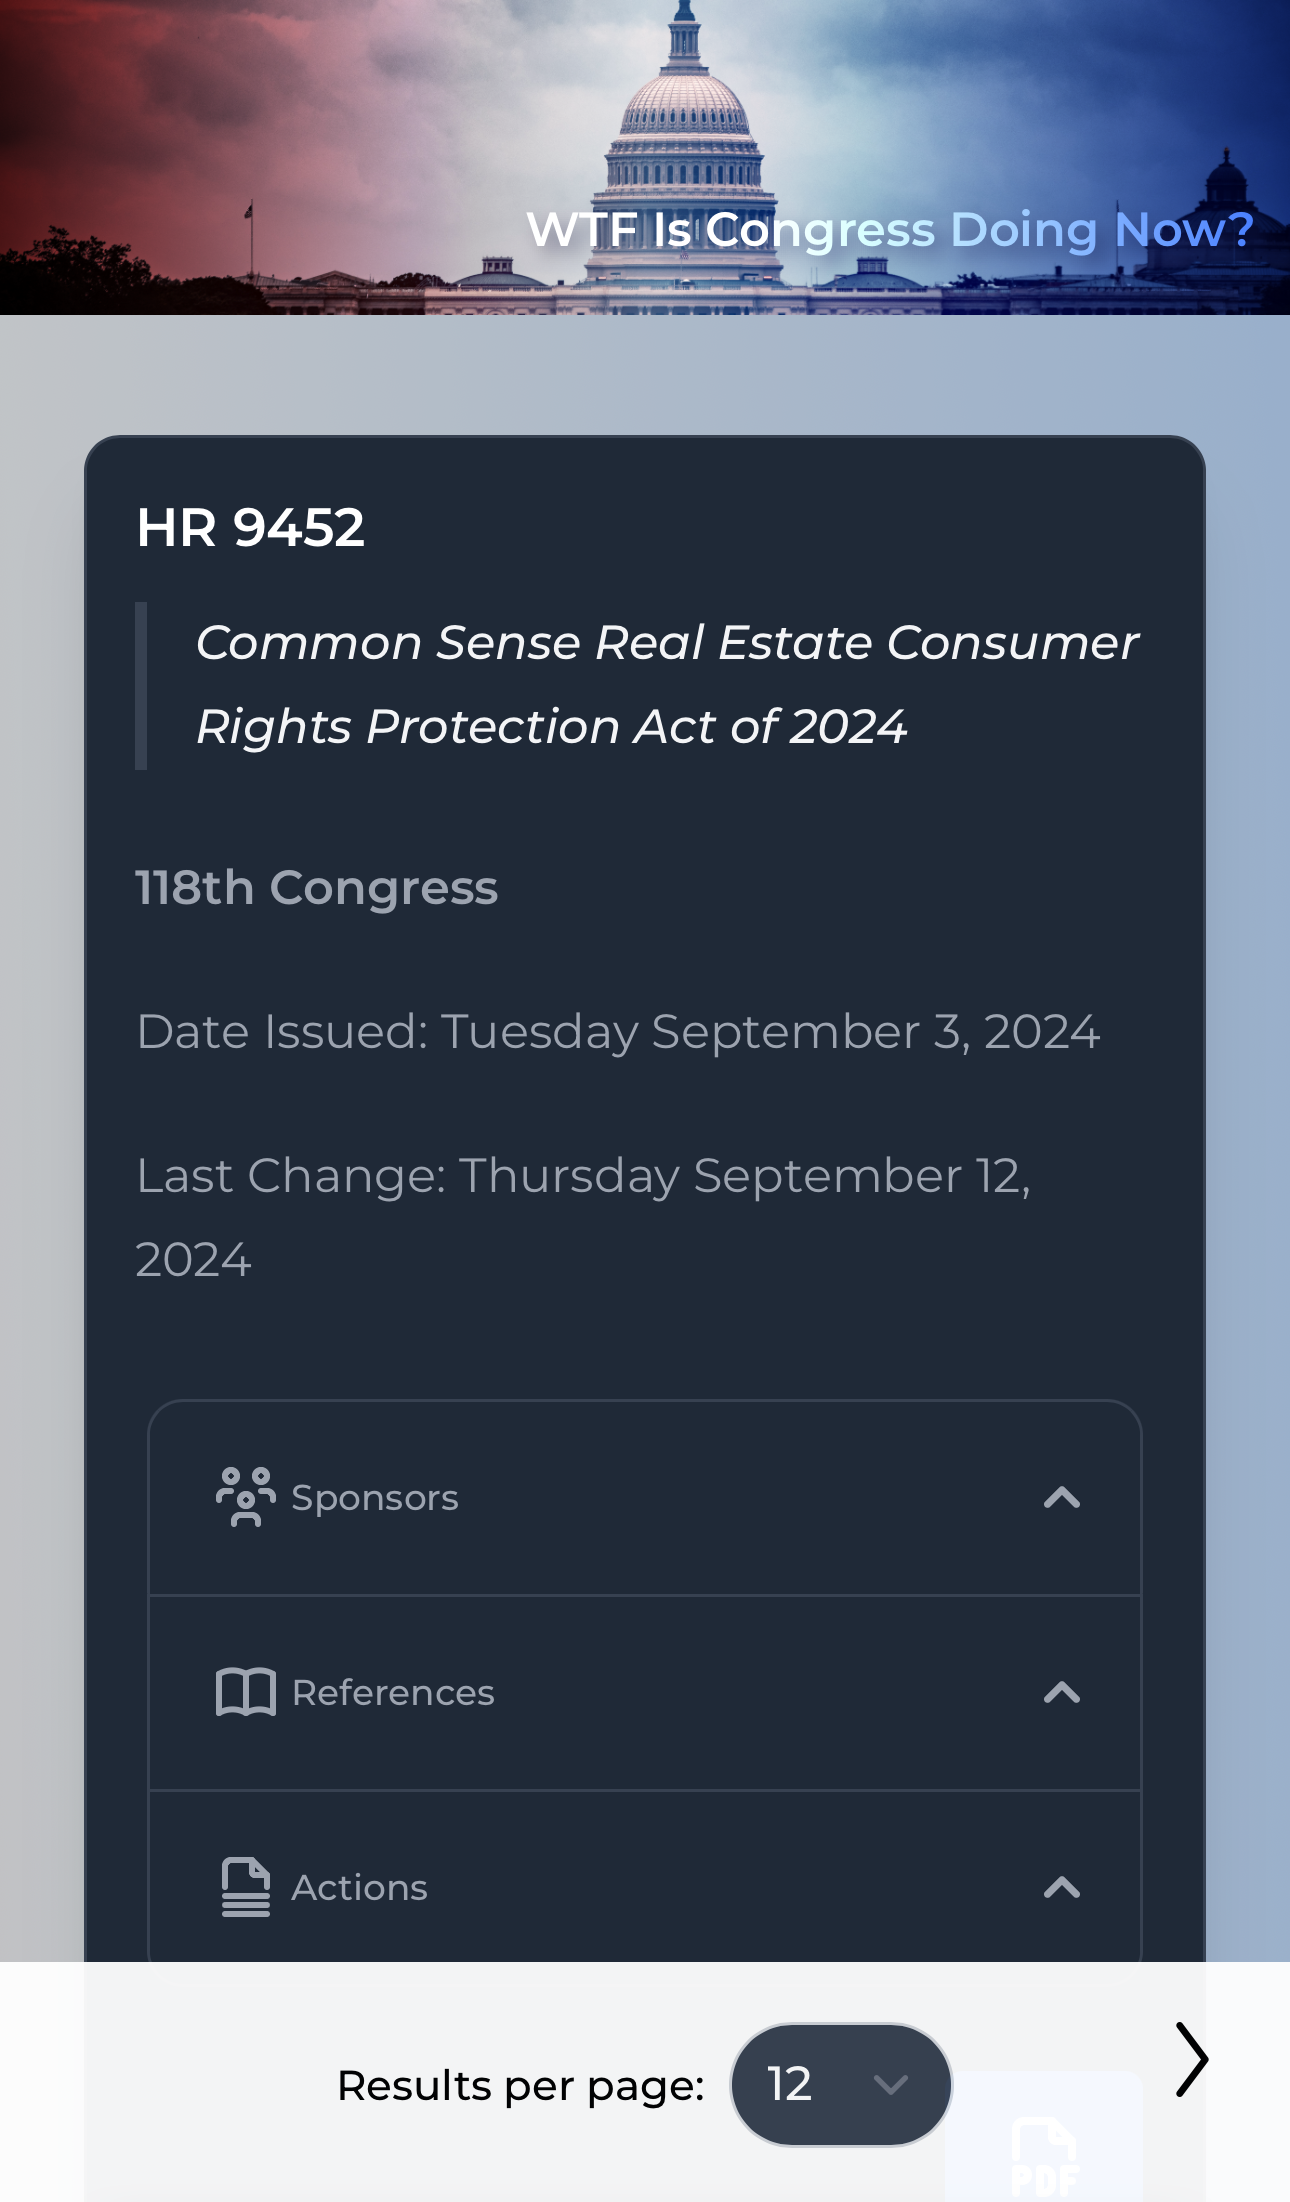 WTF Is Congress Doing Now?
HR 9452
Common Sense Real Estate Consumer
Rights Protection Act of 2024
118th Congress
Date Issued: Tuesday September 3, 2024
Last Change: Thursday September 12,
2024
Sponsors
References
Actions
Results per page:
12
PDF